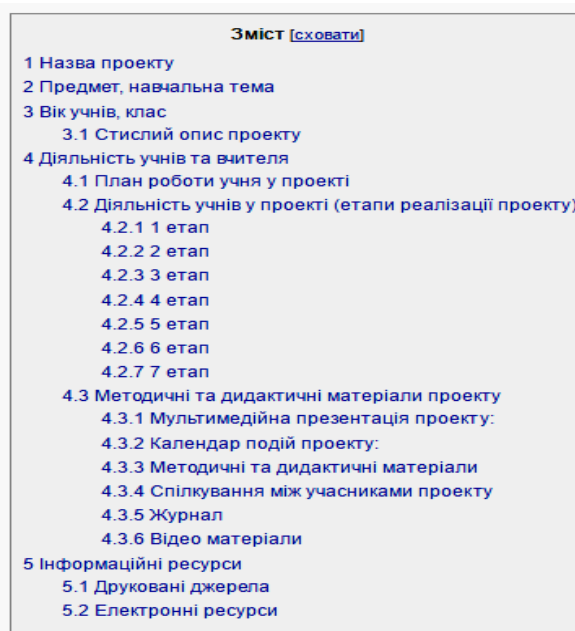 Зміст [сховати]
1 Назва проекту
2 Предмет, навчальна тема
3 Вік учнів, клас
3.1 Стислий опис проекту
4 Діяльність учнів та вчителя
4.1 План роботи учня у проекті
4.2 Діяльність учнів у проекті (етапи реалізації проекту)
4.2.1 1 етап
4.2.2 2 етап
4.2.3 3 етап
4.2.4 4 етап
4.2.5 5 етап
4.2.6 6 етап
4.2.7 7 етап
4.3 Методичні та дидактичні матеріали проекту
4.3.1 Мультимедійна презентація проекту:
4.3.2 Календар подій проекту:
4.3.3 Методичні та дидактичні матеріали
4.3.4 Спілкування між учасниками проекту
4.3.5 Журнал
4.3.6 Відео матеріали
5 Інформаційні ресурси
5.1 Друковані джерела
5.2 Електронні ресурси